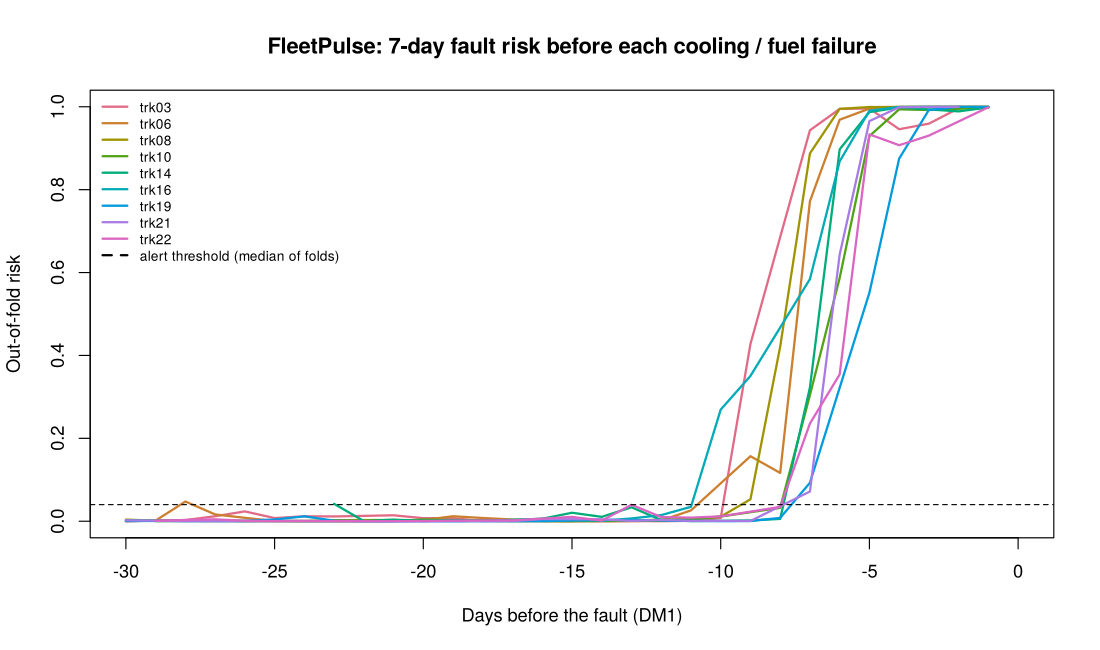 FleetPulse: 7-day fault risk before each cooling / fuel failure
Out-of-fold risk
1.0
0.8
0.6
0.4
0.2
0.0
trk03
trk06
trk08
trk10
trk14
trk16
trk19
trk21
trk22
alert threshold (median of folds)
-30 -25 -20 -15 -10 -5 0
Days before the fault (DM1)